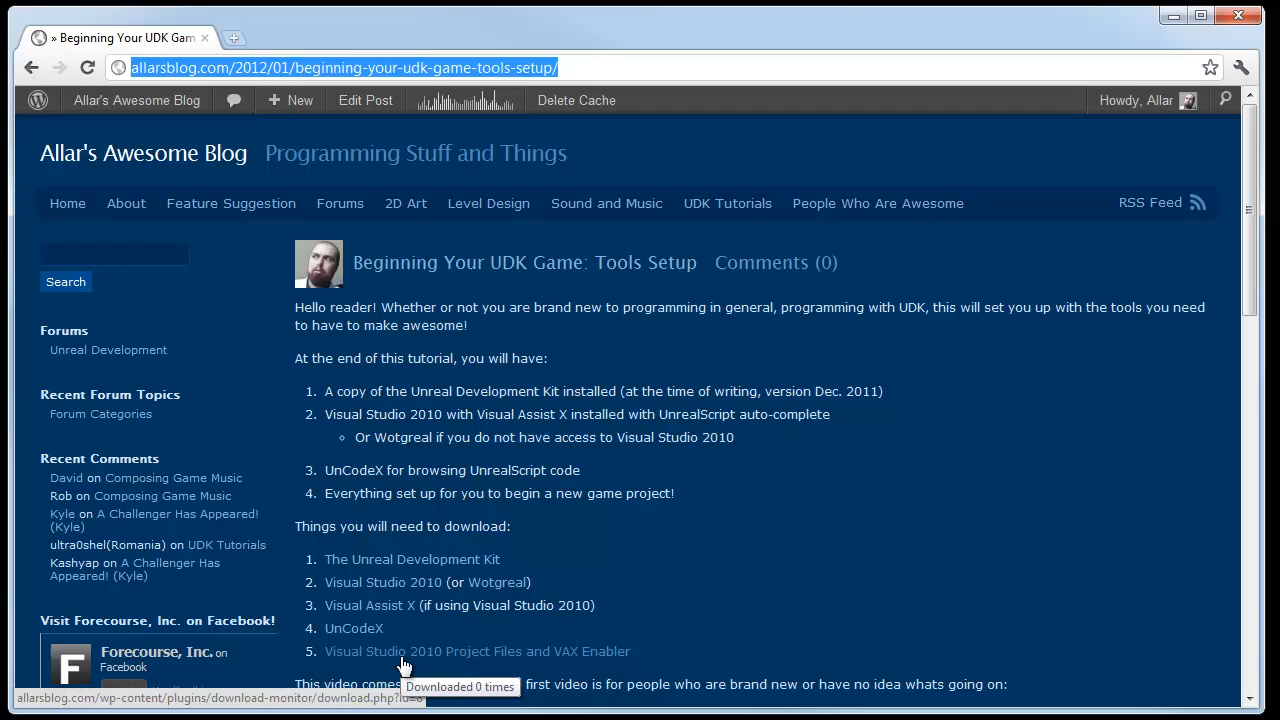 » Beginning Your UDK Gam
allarsblog.com/2012/01/beginning-your-udk-game-tools-setup/
Allar's Awesome Blog
New
Edit Post
Delete Cache
Howdy, Allar
Allar's Awesome Blog Programming Stuff and Things
Home About Feature Suggestion Forums 2D Art Level Design Sound and Music UDK Tutorials People Who Are Awesome RSS Feed
Search
Forums
Unreal Development
Recent Forum Topics
Forum Categories
Recent Comments
David on Composing Game Music
Rob on Composing Game Music
Kyle on A Challenger Has Appeared!
(Kyle)
ultra0shel(Romania) on UDK Tutorials
Kashyap on A Challenger Has
Appeared! (Kyle)
Visit Forecourse, Inc. on Facebook!
Forecourse, Inc. on
Facebook
Beginning Your UDK Game: Tools Setup Comments (0)
Hello reader! Whether or not you are brand new to programming in general, programming with UDK, this will set you up with the tools you need
to have to make awesome!
At the end of this tutorial, you will have:
1. A copy of the Unreal Development Kit installed (at the time of writing, version Dec. 2011)
2. Visual Studio 2010 with Visual Assist X installed with UnrealScript auto-complete
Or Wotgreal if you do not have access to Visual Studio 2010
3. UnCodeX for browsing UnrealScript code
4. Everything set up for you to begin a new game project!
Things you will need to download:
1. The Unreal Development Kit
2. Visual Studio 2010 (or Wotgreal)
3. Visual Assist X (if using Visual Studio 2010)
4. UnCodeX
5. Visual Studio 2010 Project Files and VAX Enabler
This video comes first video is for people who are brand new or have no idea whats going on:
Downloaded 0 times
allarsblog.com/wp-content/plugins/download-monitor/download.php?id=